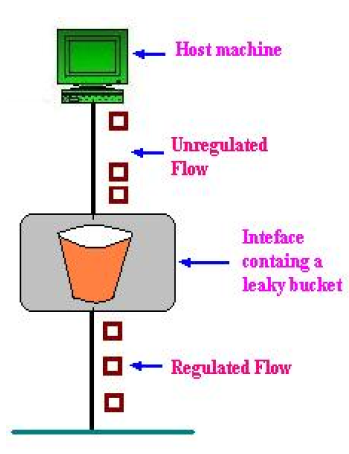 Host machine
Unregulated
Flow
Inteface
containg a
leaky bucket
Regulated Flow